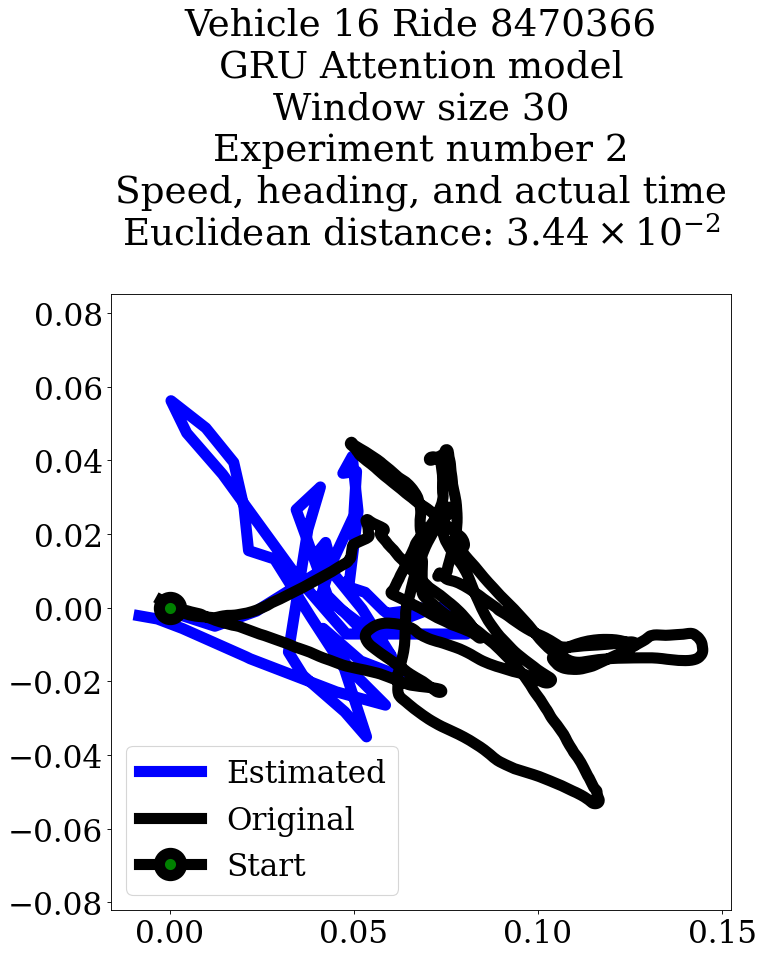 Vehicle 16 Ride 8470366
GRU Attention model
Window size 30
Experiment number 2
Speed, heading, and actual time
Euclidean distance: 3.44 × 10⁻²
0.08
0.06
0.04
0.02
0.00
−0.02
−0.04
−0.06
−0.08
Estimated
Original
Start
0.00 0.05 0.10 0.15